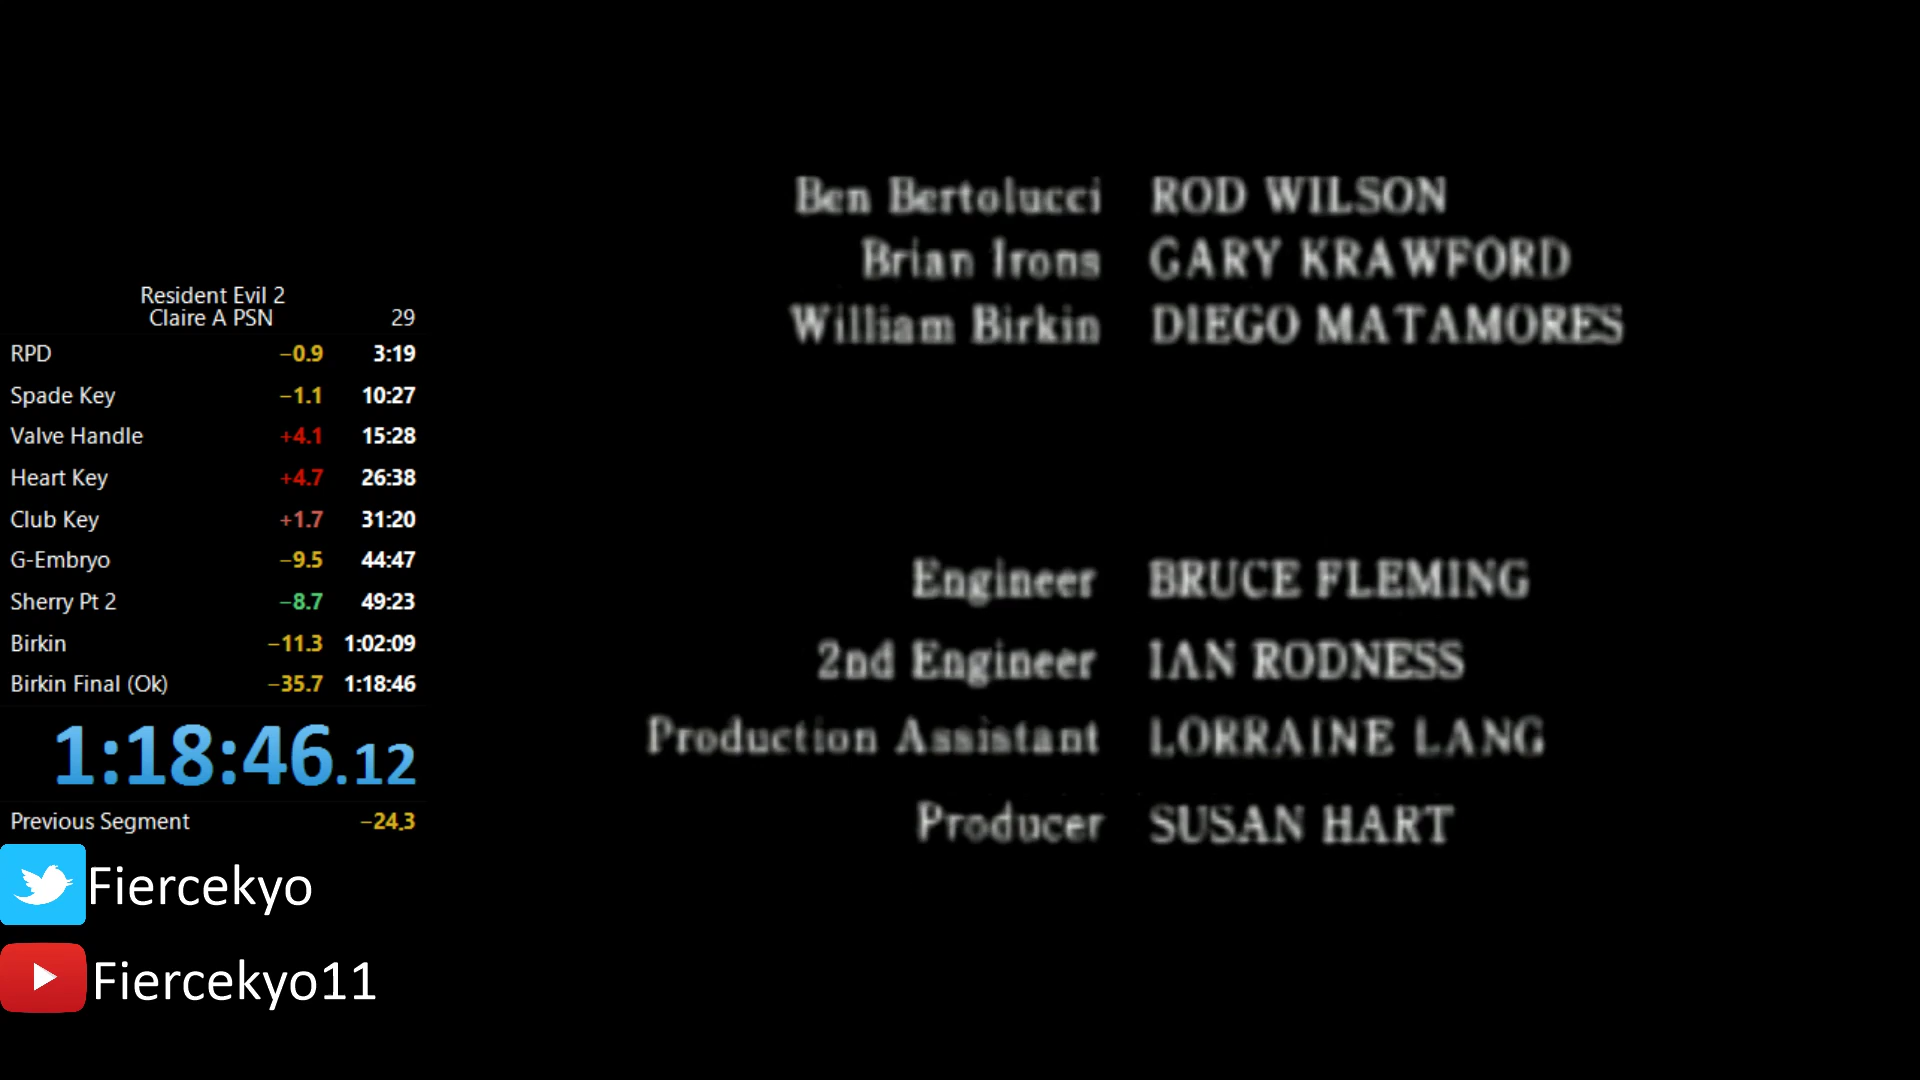 Resident Evil 2
Claire A PSN 29
RPD −0.9 3:19
Spade Key −1.1 10:27
Valve Handle +4.1 15:28
Heart Key +4.7 26:38
Club Key +1.7 31:20
G-Embryo −9.5 44:47
Sherry Pt 2 −8.7 49:23
Birkin −11.3 1:02:09
Birkin Final (Ok) −35.7 1:18:46
1:18:46.12
Previous Segment −24.3
Fiercekyo
Fiercekyo11
Ben Bertolucci ROD WILSON
Brian Irons GARY KRAWFORD
William Birkin DIEGO MATAMORES
Engineer BRUCE FLEMING
2nd Engineer IAN RODNESS
Production Assistant LORRAINE LANG
Producer SUSAN HART